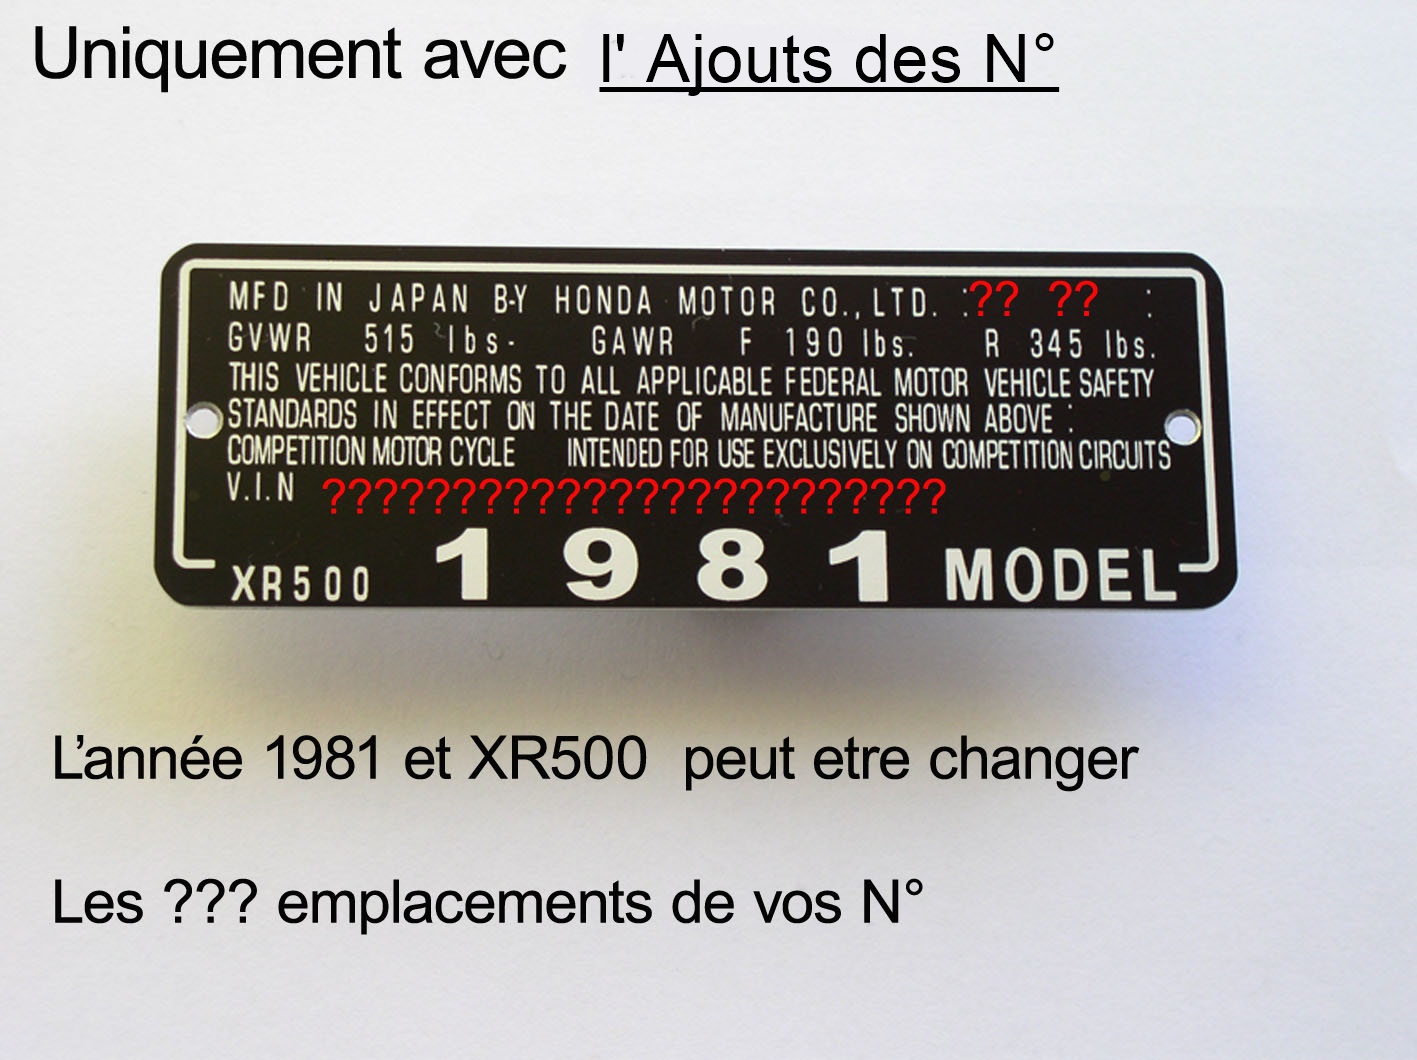 Uniquement avec l' Ajouts des N°
MFD IN JAPAN B-Y HONDA MOTOR CO.,LTD. :?? ?? :
GVWR 515 lbs- GAWR F 190 lbs. R 345 lbs.
THIS VEHICLE CONFORMS TO ALL APPLICABLE FEDERAL MOTOR VEHICLE SAFETY
STANDARDS IN EFFECT ON THE DATE OF MANUFACTURE SHOWN ABOVE :
COMPETITION MOTOR CYCLE INTENDED FOR USE EXCLUSIVELY ON COMPETITION CIRCUITS
V.I.N ????????????????????????
XR500 1981 MODEL
L'année 1981 et XR500 peut etre changer
Les ??? emplacements de vos N°